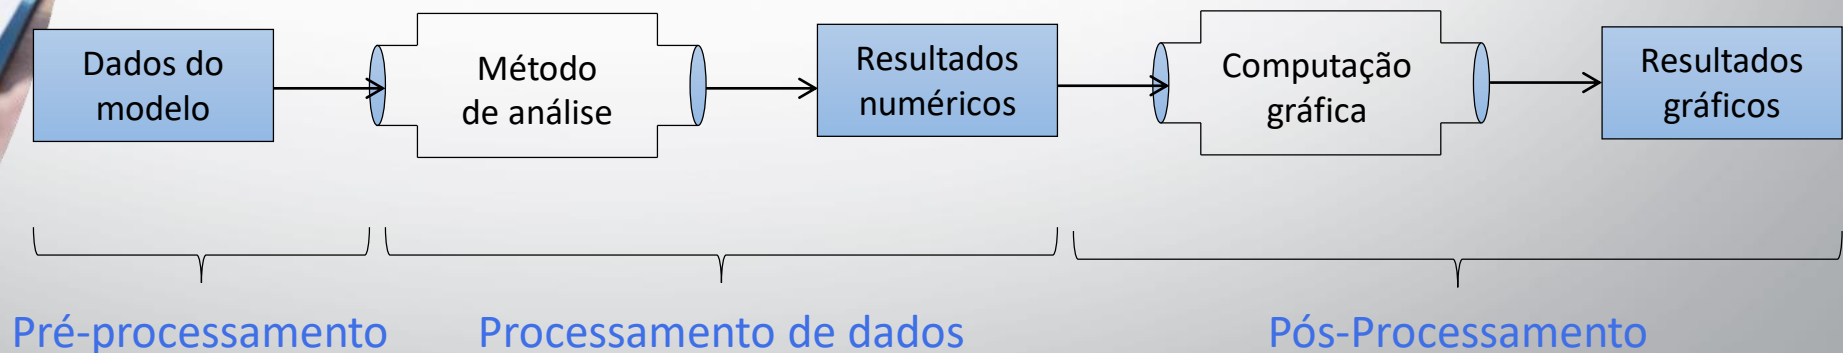 Dados do
modelo
Método
de análise
Resultados
numéricos
Computação
gráfica
Resultados
gráficos
Pré-processamento
Processamento de dados
Pós-Processamento